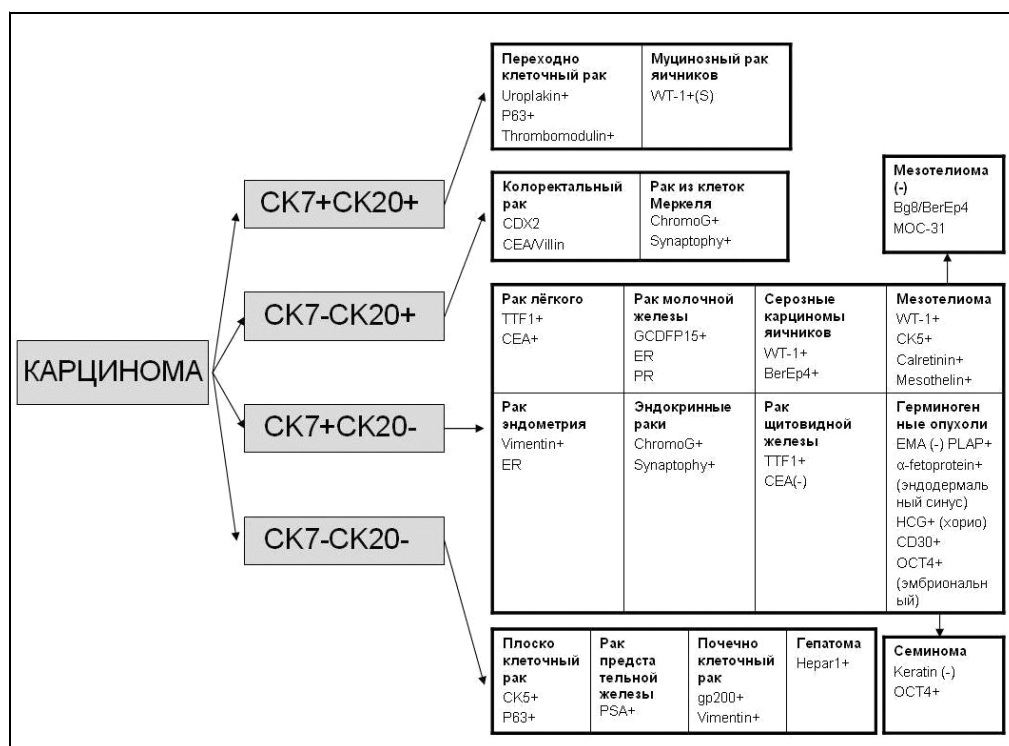 КАРЦИНОМА
CK7+CK20+
Переходно
клеточный рак
Uroplakin+
P63+
Thrombomodulin+
Муцинозный рак
яичников
WT-1+(S)
CK7-CK20+
Колоректальный
рак
CDX2
CEA/Villin
Рак из клеток
Меркеля
ChromoG+
Synaptophy+
CK7+CK20-
Рак лёгкого
TTF1+
CEA+
Рак молочной
железы
GCDFP15+
ER
PR
Серозные
карциномы
яичников
WT-1+
BerEp4+
Мезотелиома
WT-1+
CK5+
Calretinin+
Mesothelin+
Мезотелиома
(-)
Bg8/BerEp4
MOC-31
Рак
эндометрия
Vimentin+
ER
Эндокринные
раки
ChromoG+
Synaptophy+
Рак
щитовидной
железы
TTF1+
CEA(-)
Герминоген
ные опухоли
EMA (-) PLAP+
α-fetoprotein+
(эндодермаль
ьный синус)
HCG+ (хорио)
CD30+
OCT4+
(эмбриональн
ый)
Семинома
Keratin (-)
OCT4+
CK7-CK20-
Плоско
клеточный
рак
CK5+
P63+
Рак
предста
тельной
железы
PSA+
Почечно
клеточный
рак
gp200+
Vimentin+
Гепатома
Hepar1+